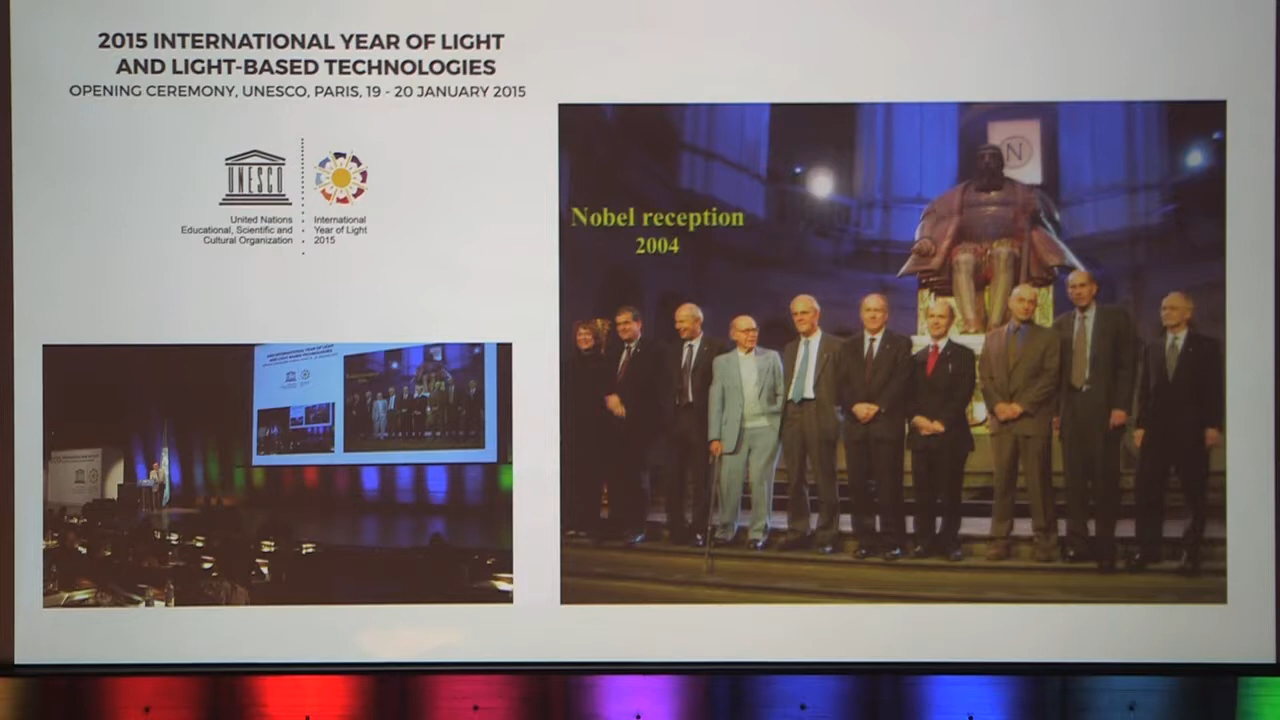 2015 INTERNATIONAL YEAR OF LIGHT
AND LIGHT-BASED TECHNOLOGIES
OPENING CEREMONY, UNESCO, PARIS, 19 - 20 JANUARY 2015
UNESCO
United Nations
Educational, Scientific and
Cultural Organization
International
Year of Light
2015
Nobel reception
2004
N